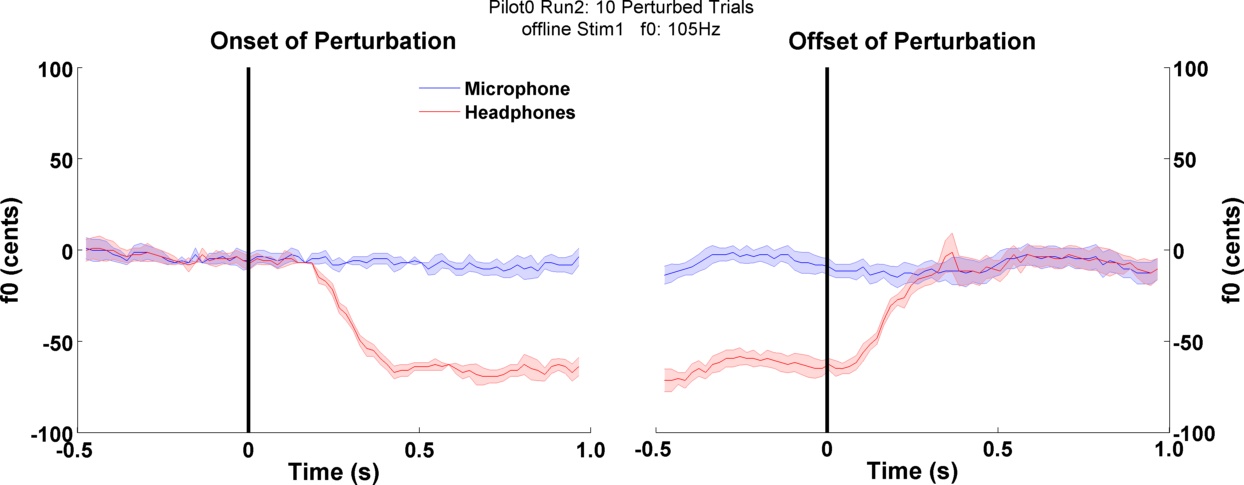 Pilot0 Run2: 10 Perturbed Trials
offline Stim1 f0: 105Hz
Onset of Perturbation
Offset of Perturbation
Microphone
Headphones
100
50
0
-50
-100
f0 (cents)
-0.5 0 0.5 1.0
Time (s)
100
50
0
-50
-100
f0 (cents)
-0.5 0 0.5 1.0
Time (s)